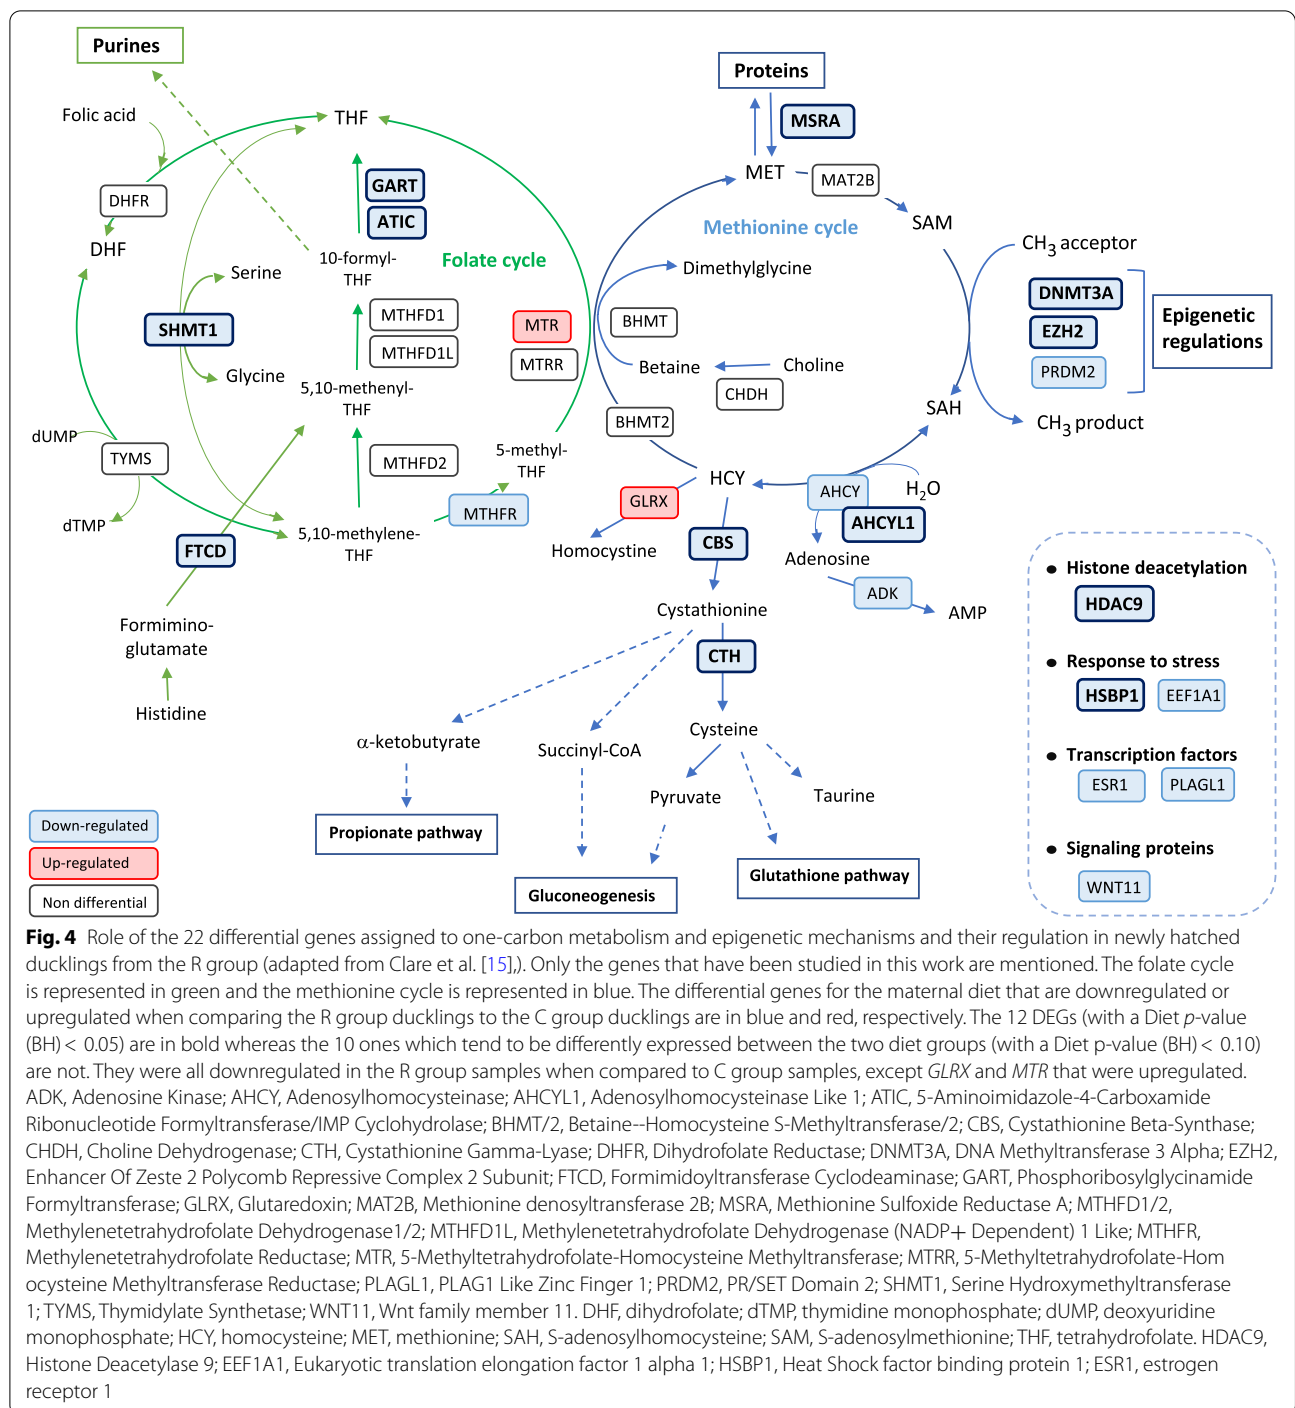 Purines
Folic acid
THF
DHFR
DHF
GART
ATIC
10-formyl-
THF
Folate cycle
Serine
SHMT1
Glycine
MTHFD1
MTHFD1L
5,10-methenyl-
THF
MTR
MTRR
dUMP
TYMS
dTMP
MTHFD2
5-methyl-
THF
MTHFR
5,10-methylene-
THF
FTCD
Formimino-
glutamate
Histidine
Proteins
MSRA
MET
MAT2B
SAM
Methionine cycle
Dimethylglycine
BHMT
Betaine
Choline
CHDH
BHMT2
CH3 acceptor
DNMT3A
EZH2
PRDM2
Epigenetic
regulations
SAH
CH3 product
HCY
GLRX
Homocystine
AHCY
H2O
AHCYL1
CBS
Adenosine
ADK
AMP
Cystathionine
CTH
α-ketobutyrate
Succinyl-CoA
Cysteine
Pyruvate
Taurine
Propionate pathway
Gluconeogenesis
Glutathione pathway
● Histone deacetylation
HDAC9
● Response to stress
HSBP1 EEF1A1
● Transcription factors
ESR1 PLAGL1
● Signaling proteins
WNT11
Down-regulated
Up-regulated
Non differential
Fig. 4 Role of the 22 differential genes assigned to one-carbon metabolism and epigenetic mechanisms and their regulation in newly hatched
ducklings from the R group (adapted from Clare et al. [15],). Only the genes that have been studied in this work are mentioned. The folate cycle
is represented in green and the methionine cycle is represented in blue. The differential genes for the maternal diet that are downregulated or
upregulated when comparing the R group ducklings to the C group ducklings are in blue and red, respectively. The 12 DEGs (with a Diet p-value
(BH) < 0.05) are in bold whereas the 10 ones which tend to be differently expressed between the two diet groups (with a Diet p-value (BH) < 0.10)
are not. They were all downregulated in the R group samples when compared to C group samples, except GLRX and MTR that were upregulated.
ADK, Adenosine Kinase; AHCY, Adenosylhomocysteinase; AHCYL1, Adenosylhomocysteinase Like 1; ATIC, 5-Aminoimidazole-4-Carboxamide
Ribonucleotide Formyltransferase/IMP Cyclohydrolase; BHMT/2, Betaine--Homocysteine S-Methyltransferase/2; CBS, Cystathionine Beta-Synthase;
CHDH, Choline Dehydrogenase; CTH, Cystathionine Gamma-Lyase; DHFR, Dihydrofolate Reductase; DNMT3A, DNA Methyltransferase 3 Alpha; EZH2,
Enhancer Of Zeste 2 Polycomb Repressive Complex 2 Subunit; FTCD, Formimidoyltransferase Cyclodeaminase; GART, Phosphoribosylglycinamide
Formyltransferase; GLRX, Glutaredoxin; MAT2B, Methionine denosyltransferase 2B; MSRA, Methionine Sulfoxide Reductase A; MTHFD1/2,
Methylenetetrahydrofolate Dehydrogenase1/2; MTHFD1L, Methylenetetrahydrofolate Dehydrogenase (NADP+ Dependent) 1 Like; MTHFR,
Methylenetetrahydrofolate Reductase; MTR, 5-Methyltetrahydrofolate-Homocysteine Methyltransferase; MTRR, 5-Methyltetrahydrofolate-Hom
ocysteine Methyltransferase Reductase; PLAGL1, PLAG1 Like Zinc Finger 1; PRDM2, PR/SET Domain 2; SHMT1, Serine Hydroxymethyltransferase
1; TYMS, Thymidylate Synthetase; WNT11, Wnt family member 11. DHF, dihydrofolate; dTMP, thymidine monophosphate; dUMP, deoxyuridine
monophosphate; HCY, homocysteine; MET, methionine; SAH, S-adenosylhomocysteine; SAM, S-adenosylmethionine; THF, tetrahydrofolate. HDAC9,
Histone Deacetylase 9; EEF1A1, Eukaryotic translation elongation factor 1 alpha 1; HSBP1, Heat Shock factor binding protein 1; ESR1, estrogen
receptor 1